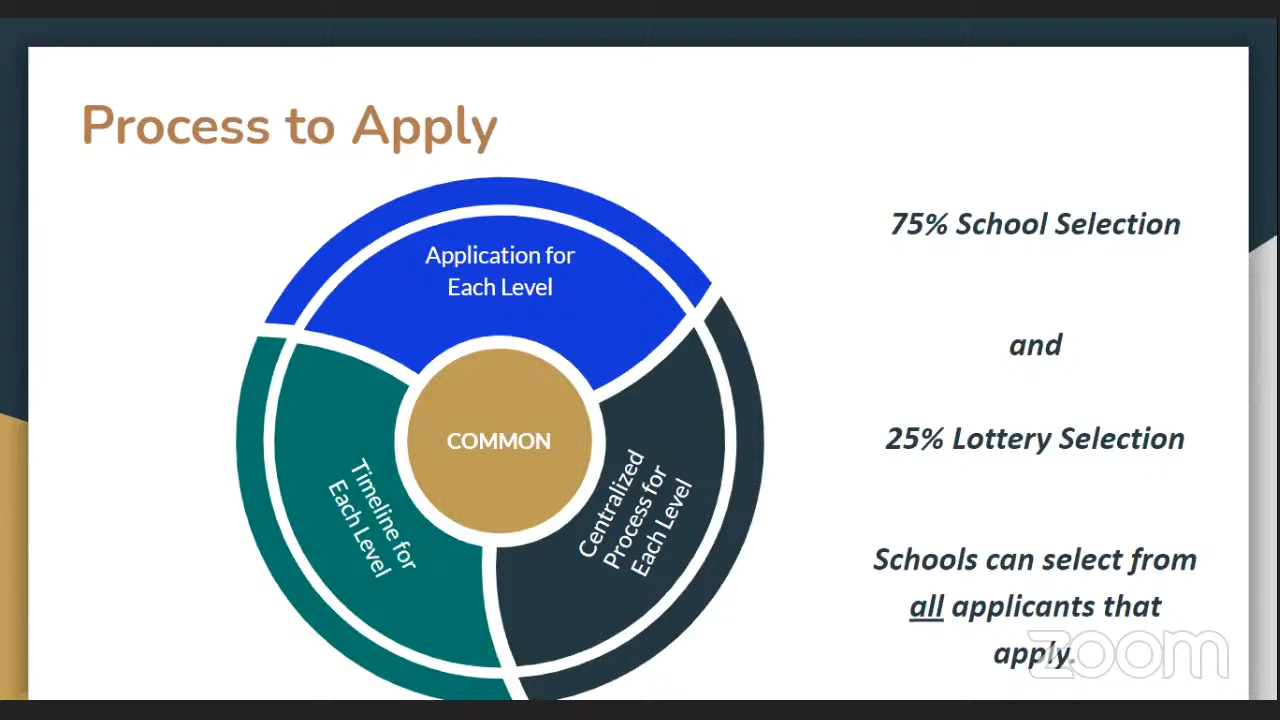 Process to Apply
Application for
Each Level
COMMON
Timeline for
Each Level
Centralized
Process for
Each Level
75% School Selection
and
25% Lottery Selection
Schools can select from
all applicants that
apply.
zoom